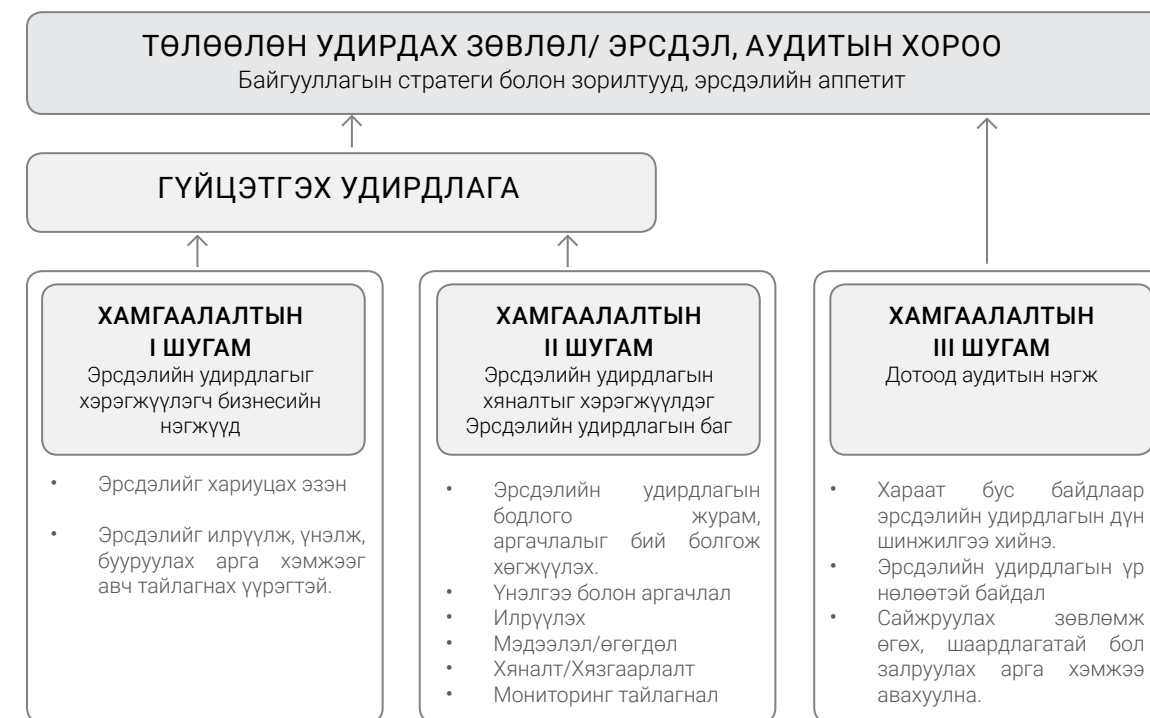 ТӨЛӨӨЛӨН УДИРДАХ ЗӨВЛӨЛ/ ЭРСДЭЛ, АУДИТЫН ХОРОО
Байгууллагын стратеги болон зорилтууд, эрсдэлийн аппетит
ГҮЙЦЭТГЭХ УДИРДЛАГА
ХАМГААЛАЛТЫН
I ШУГАМ
Эрсдэлийн удирдлагыг
хэрэгжүүлэгч бизнесийн
нэгжүүд
• Эрсдэлийг хариуцах эзэн
• Эрсдэлийг илрүүлж, үнэлж,
бууруулах арга хэмжээг
авч тайлагнах үүрэгтэй.
ХАМГААЛАЛТЫН
II ШУГАМ
Эрсдэлийн удирдлагын
хяналтыг хэрэгжүүлдэг
Эрсдэлийн удирдлагын баг
• Эрсдэлийн удирдлагын
бодлого журам,
аргачлалыг бий болгож
хөгжүүлэх.
• Үнэлгээ болон аргачлал
• Илрүүлэх
• Мэдээлэл/өгөгдөл
• Хяналт/Хязгаарлалт
• Мониторинг тайлагнал
ХАМГААЛАЛТЫН
III ШУГАМ
Дотоод аудитын нэгж
• Хараат бус байдлаар
эрсдэлийн удирдлагын дүн
шинжилгээ хийнэ.
• Эрсдэлийн удирдлагын үр
нөлөөтэй байдал
• Сайжруулах зөвлөмж
өгөх, шаардлагатай бол
залруулах арга хэмжээ
авахуулна.